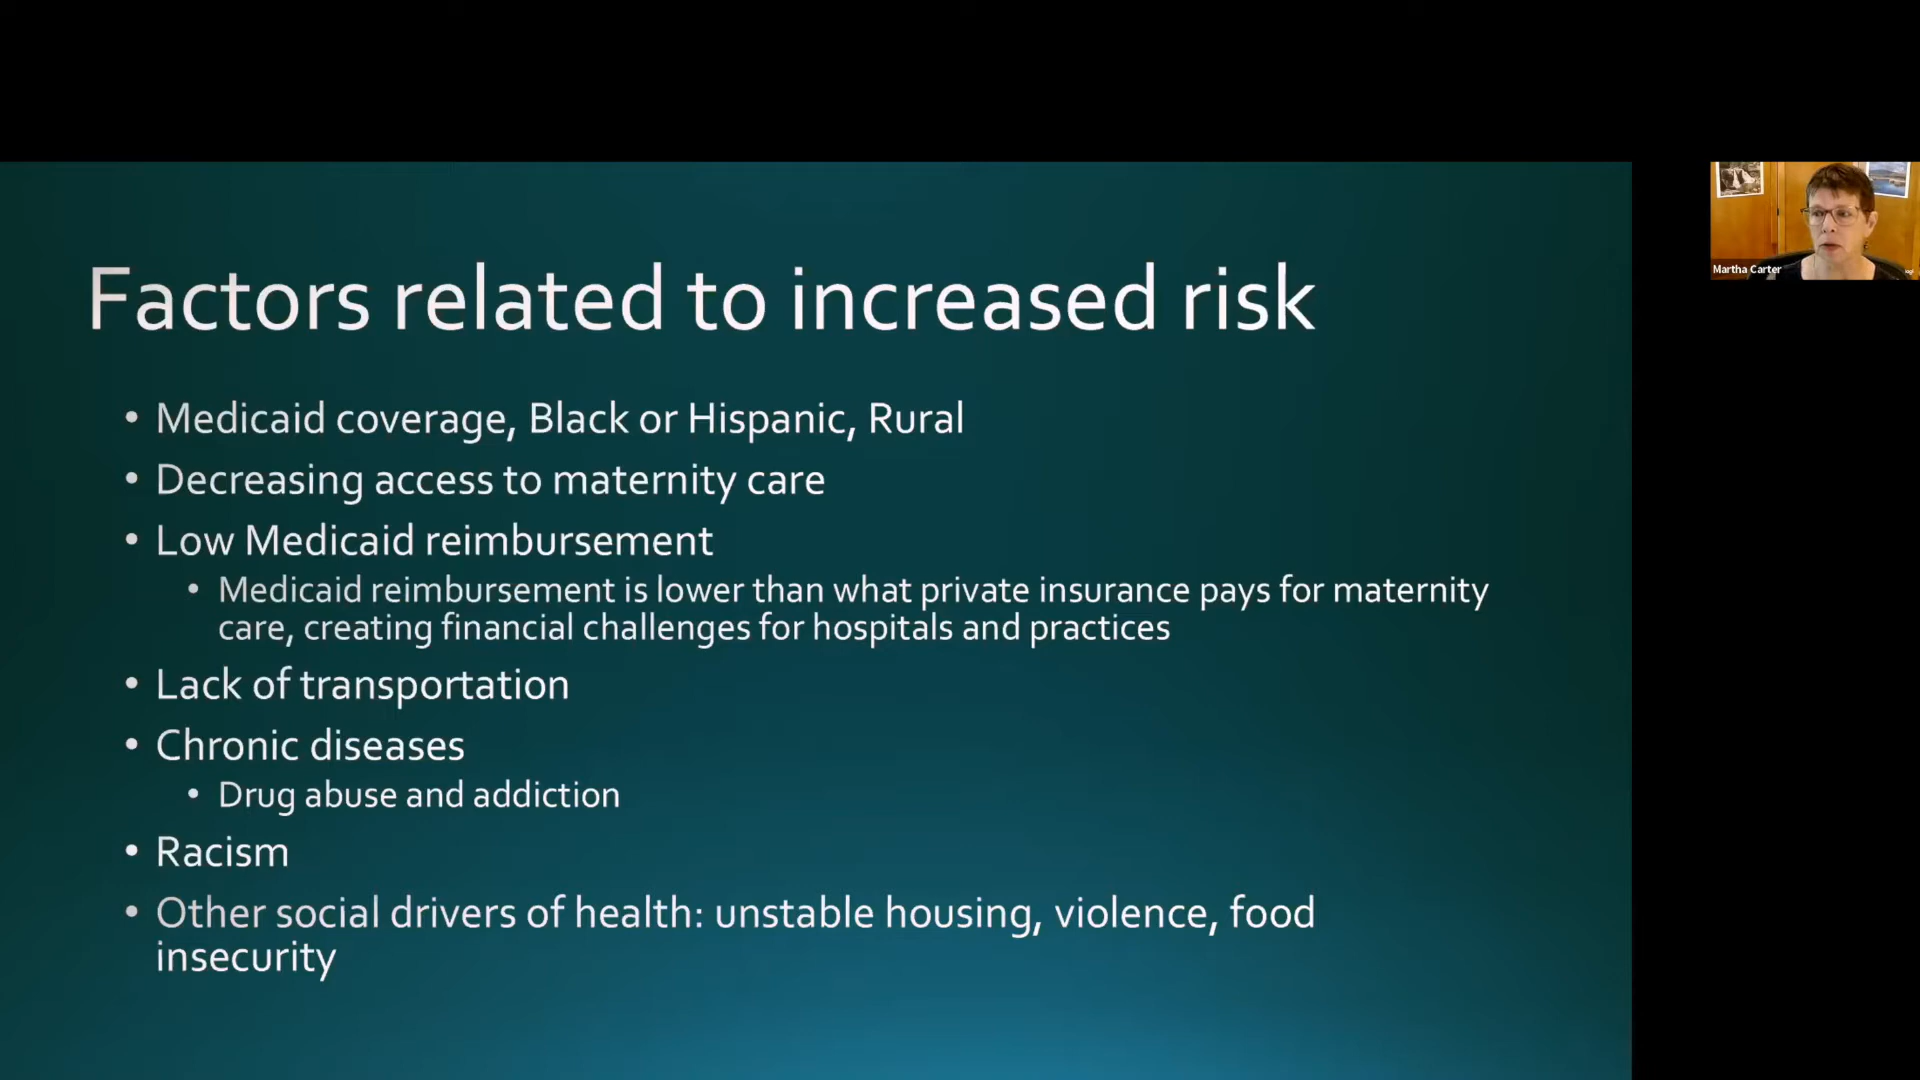 Factors related to increased risk
• Medicaid coverage, Black or Hispanic, Rural
• Decreasing access to maternity care
• Low Medicaid reimbursement
• Medicaid reimbursement is lower than what private insurance pays for maternity
care, creating financial challenges for hospitals and practices
• Lack of transportation
• Chronic diseases
• Drug abuse and addiction
• Racism
• Other social drivers of health: unstable housing, violence, food
insecurity
Martha Carter